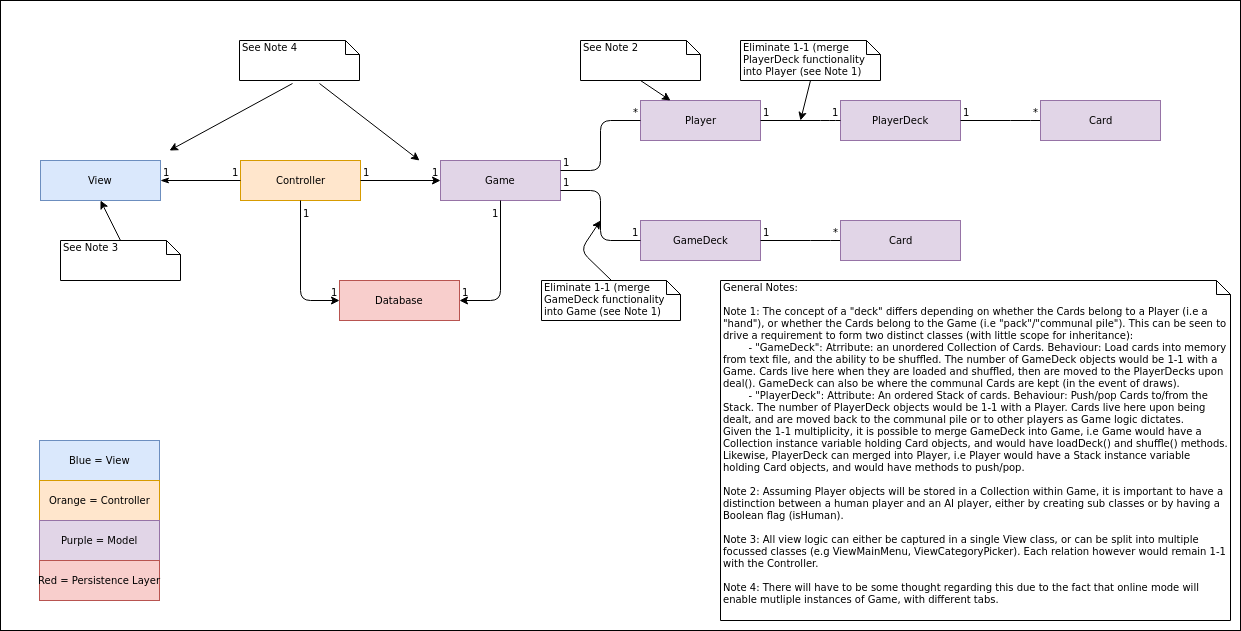 See Note 4
See Note 2
Eliminate 1-1 (merge
PlayerDeck functionality
into Player (see Note 1)
* Player 1
1 PlayerDeck 1
* Card
1
View 1
1 Controller 1
1 Game
1
See Note 3
1
1
1 GameDeck 1
* Card
1 Database 1
Eliminate 1-1 (merge
GameDeck functionality
into Game (see Note 1)
General Notes:
Note 1: The concept of a "deck" differs depending on whether the Cards belong to a Player (i.e a
"hand"), or whether the Cards belong to the Game (i.e "pack"/"communal pile"). This can be seen to
drive a requirement to form two distinct classes (with little scope for inheritance):
- "GameDeck": Atrribute: an unordered Collection of Cards. Behaviour: Load cards into memory
from text file, and the ability to be shuffled. The number of GameDeck objects would be 1-1 with a
Game. Cards live here when they are loaded and shuffled, then are moved to the PlayerDecks upon
deal(). GameDeck can also be where the communal Cards are kept (in the event of draws).
- "PlayerDeck": Attribute: An ordered Stack of cards. Behaviour: Push/pop Cards to/from the
Stack. The number of PlayerDeck objects would be 1-1 with a Player. Cards live here upon being
dealt, and are moved back to the communal pile or to other players as Game logic dictates.
Given the 1-1 multiplicity, it is possible to merge GameDeck into Game, i.e Game would have a
Collection instance variable holding Card objects, and would have loadDeck() and shuffle() methods.
Likewise, PlayerDeck can merged into Player, i.e Player would have a Stack instance variable
holding Card objects, and would have methods to push/pop.
Note 2: Assuming Player objects will be stored in a Collection within Game, it is important to have a
distinction between a human player and an AI player, either by creating sub classes or by having a
Boolean flag (isHuman).
Note 3: All view logic can either be captured in a single View class, or can be split into multiple
focussed classes (e.g ViewMainMenu, ViewCategoryPicker). Each relation however would remain 1-1
with the Controller.
Note 4: There will have to be some thought regarding this due to the fact that online mode will
enable mutliple instances of Game, with different tabs.
Blue = View
Orange = Controller
Purple = Model
Red = Persistence Layer